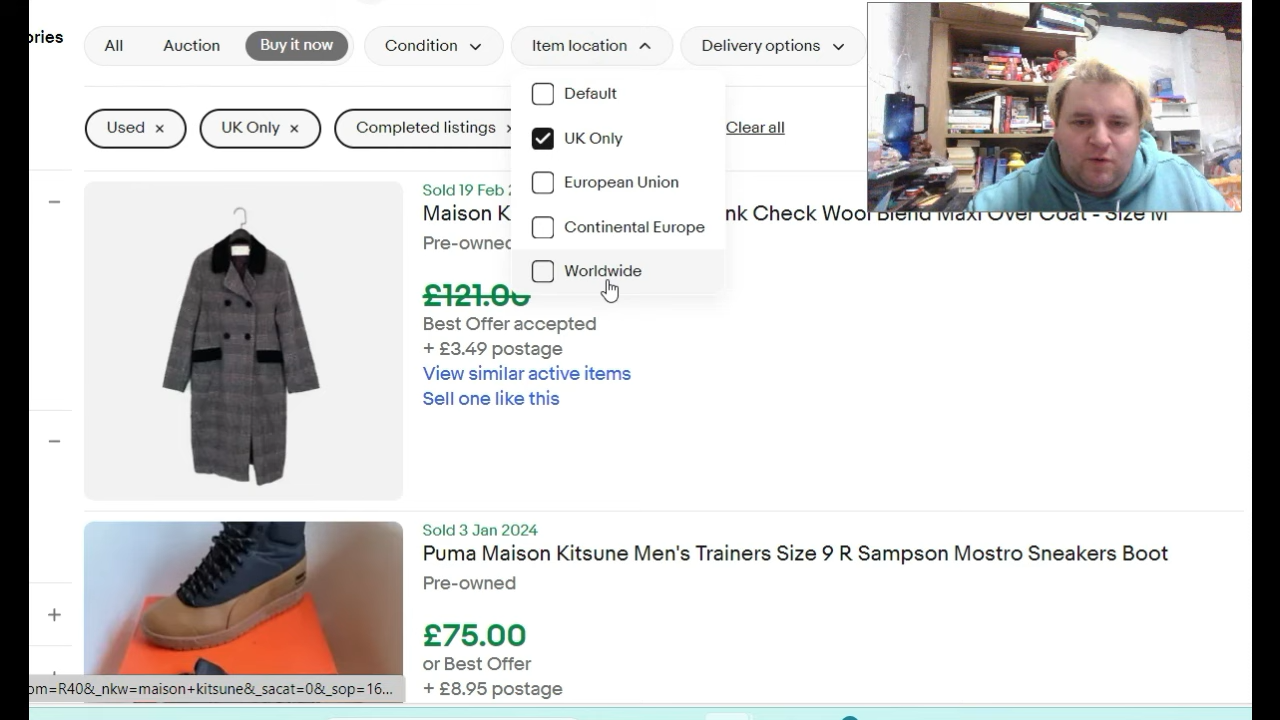 ories
All Auction Buy it now Condition Item location Delivery options
Default
UK Only
European Union
Continental Europe
Worldwide
Used × UK Only × Completed listings × Clear all
Sold 19 Feb
Maison K nk Check Wool Blend Maxi Over Coat - Size M
Pre-owned
£121.00
Best Offer accepted
+ £3.49 postage
View similar active items
Sell one like this
Sold 3 Jan 2024
Puma Maison Kitsune Men's Trainers Size 9 R Sampson Mostro Sneakers Boot
Pre-owned
£75.00
or Best Offer
+ £8.95 postage
om=R40&_nkw=maison+kitsune&_sacat=0&_sop=16...